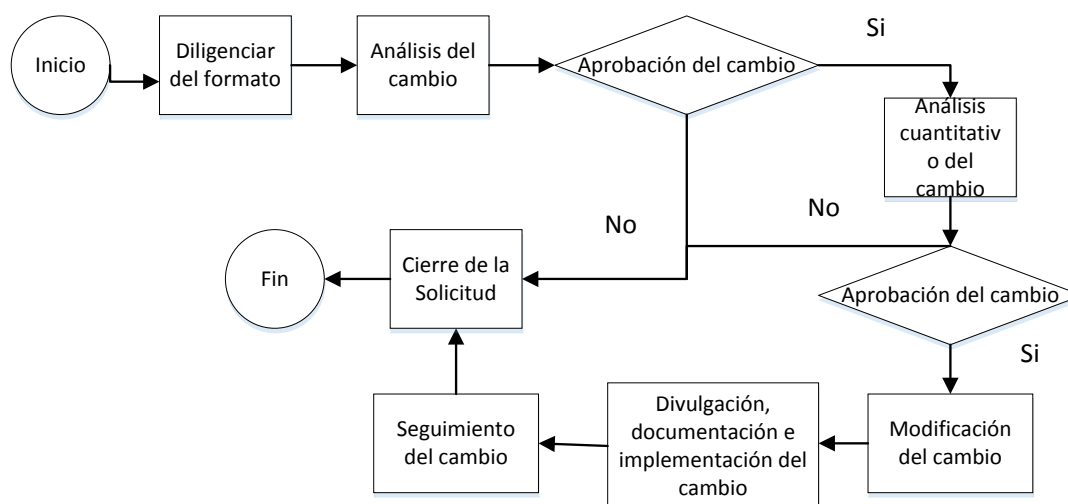 Inicio
Diligenciar
del formato
Análisis del
cambio
Aprobación del cambio
Si
Análisis
cuantitativ
o del
cambio
No
No
Fin
Cierre de la
Solicitud
Aprobación del cambio
Si
Seguimiento
del cambio
Divulgación,
documentación e
implementación del
cambio
Modificación
del cambio